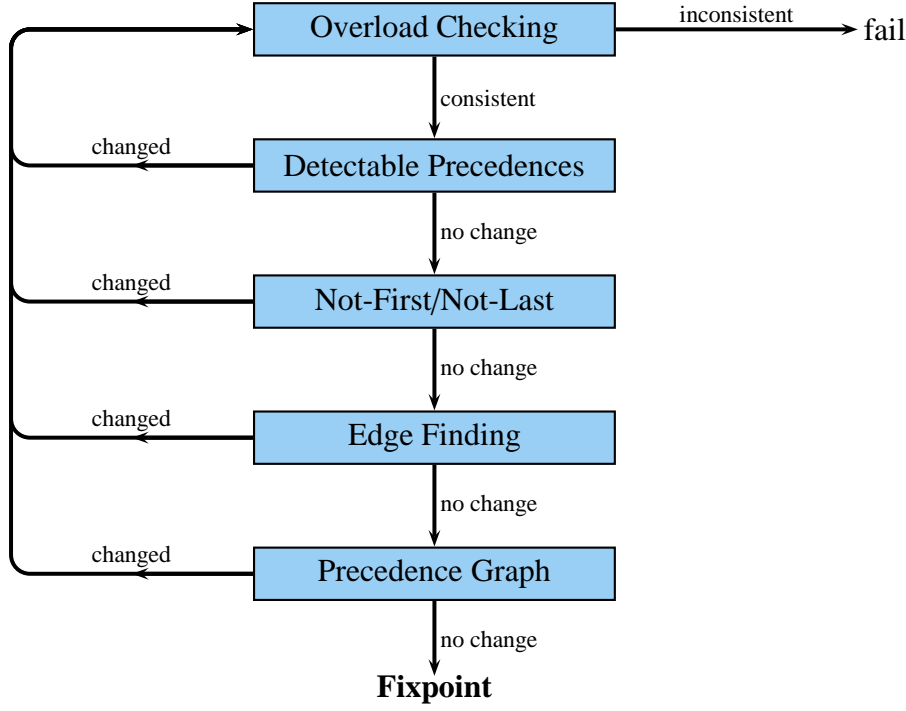 Overload Checking
inconsistent
fail
consistent
changed
Detectable Precedences
no change
changed
Not-First/Not-Last
no change
changed
Edge Finding
no change
changed
Precedence Graph
no change
Fixpoint